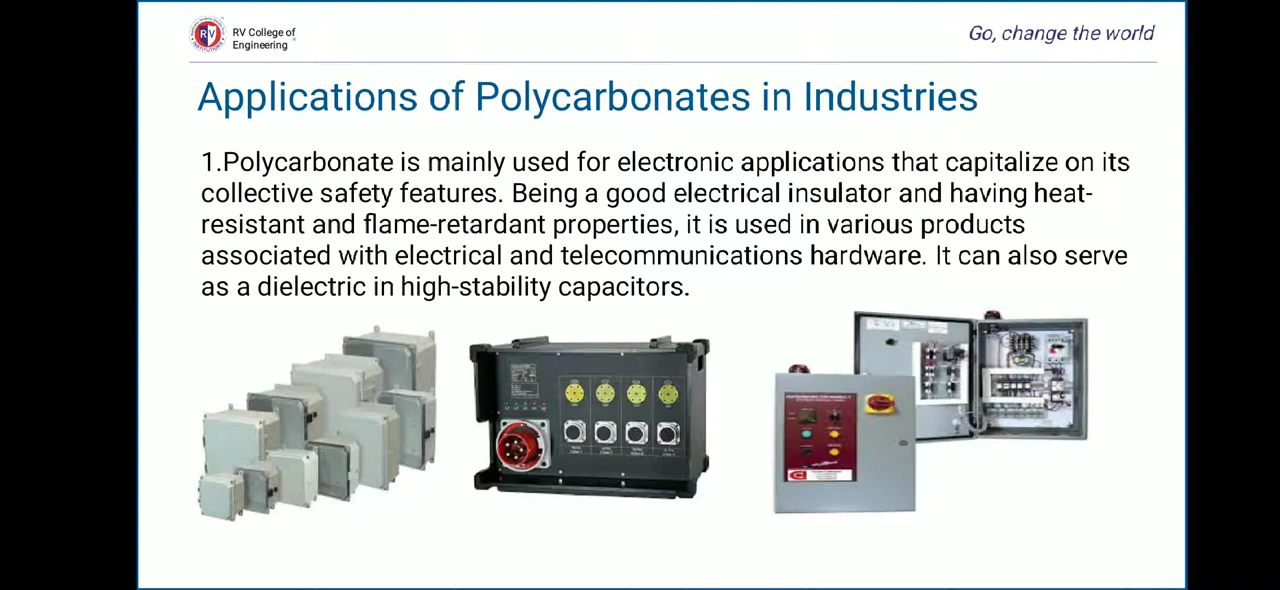 RV College of
Engineering
Go, change the world
Applications of Polycarbonates in Industries
1.Polycarbonate is mainly used for electronic applications that capitalize on its
collective safety features. Being a good electrical insulator and having heat-
resistant and flame-retardant properties, it is used in various products
associated with electrical and telecommunications hardware. It can also serve
as a dielectric in high-stability capacitors.